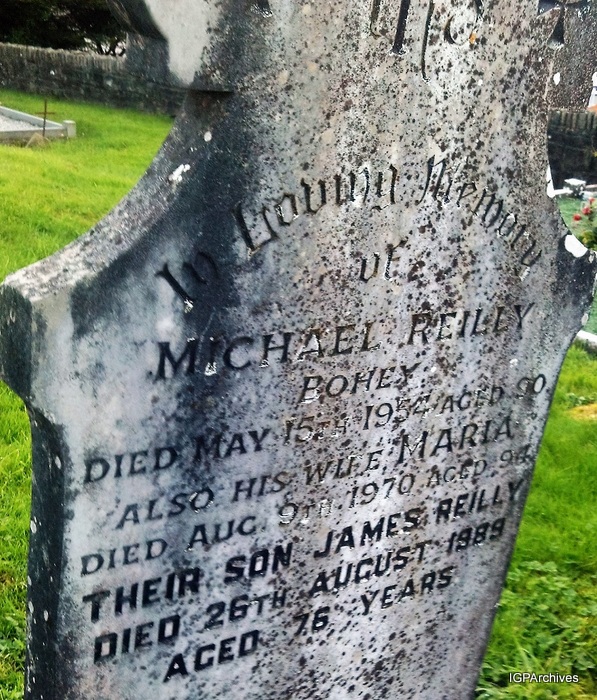 IHS
In Loving Memory
of
MICHAEL REILLY
BOHEY
DIED MAY 15TH 1954 AGED 90
ALSO HIS WIFE MARIA
DIED AUG. 9TH 1970 AGED 94
THEIR SON JAMES REILLY
DIED 26TH AUGUST 1989
AGED 76 YEARS
IGPArchives